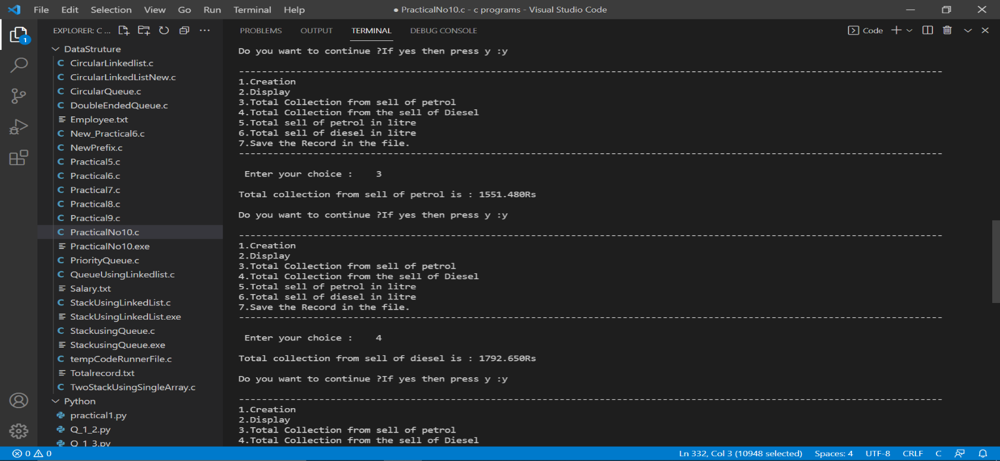 File Edit Selection View Go Run Terminal Help
● PracticalNo10.c - c programs - Visual Studio Code
1
EXPLORER: C ...
DataStruture
CircularLinkedlist.c
CircularLinkedListNew.c
CircularQueue.c
DoubleEndedQueue.c
Employee.txt
New_Practical6.c
NewPrefix.c
Practical5.c
Practical6.c
Practical7.c
Practical8.c
Practical9.c
PracticalNo10.c
PracticalNo10.exe
PriorityQueue.c
QueueUsingLinkedlist.c
Salary.txt
StackUsingLinkedList.c
StackUsingLinkedList.exe
StackusingQueue.c
StackusingQueue.exe
tempCodeRunnerFile.c
Totalrecord.txt
TwoStackUsingSingleArray.c
Python
practical1.py
Q_1_2.py
Q_1_3.py
PROBLEMS OUTPUT TERMINAL DEBUG CONSOLE
Code
Do you want to continue ?If yes then press y :y
---------------------------------------------------------------------------------------------------------------------------
1.Creation
2.Display
3.Total Collection from sell of petrol
4.Total Collection from the sell of Diesel
5.Total sell of petrol in litre
6.Total sell of diesel in litre
7.Save the Record in the file.
---------------------------------------------------------------------------------------------------------------------------
Enter your choice : 3
Total collection from sell of petrol is : 1551.480Rs
Do you want to continue ?If yes then press y :y
---------------------------------------------------------------------------------------------------------------------------
1.Creation
2.Display
3.Total Collection from sell of petrol
4.Total Collection from the sell of Diesel
5.Total sell of petrol in litre
6.Total sell of diesel in litre
7.Save the Record in the file.
---------------------------------------------------------------------------------------------------------------------------
Enter your choice : 4
Total collection from sell of diesel is : 1792.650Rs
Do you want to continue ?If yes then press y :y
---------------------------------------------------------------------------------------------------------------------------
1.Creation
2.Display
3.Total Collection from sell of petrol
4.Total Collection from the sell of Diesel
0 0
Ln 332, Col 3 (10948 selected) Spaces: 4 UTF-8 CRLF C